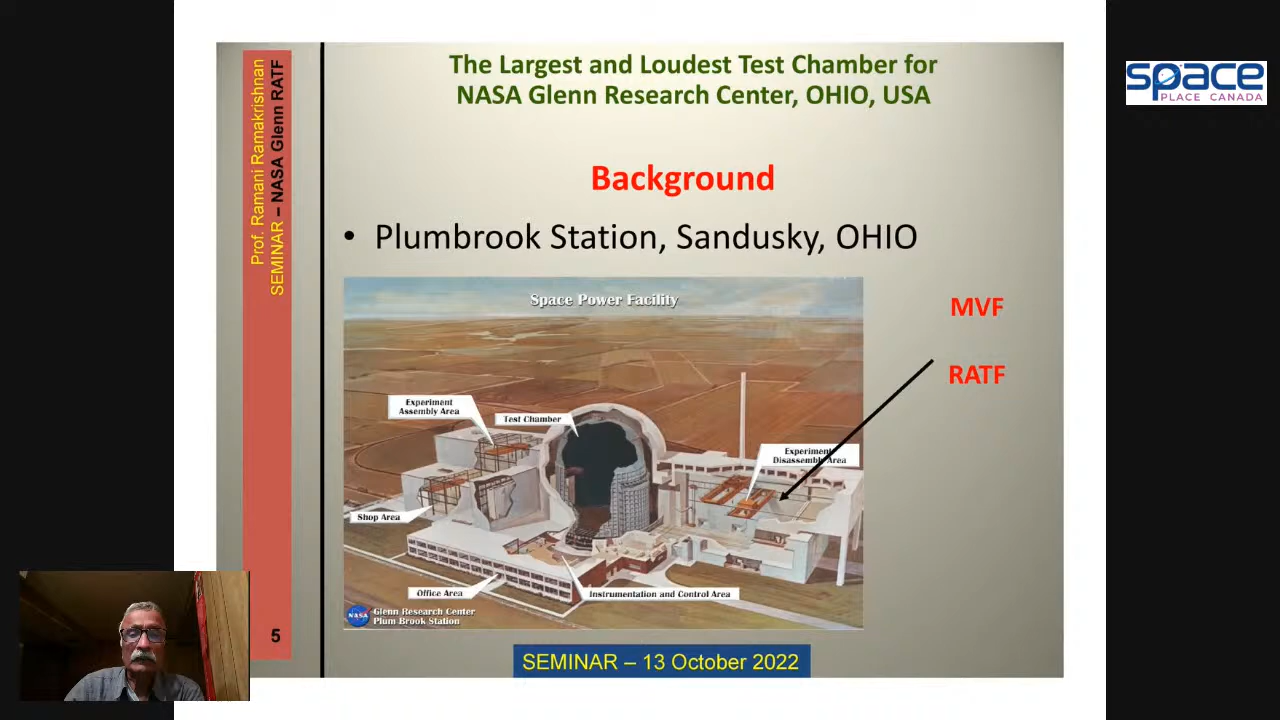 The Largest and Loudest Test Chamber for
NASA Glenn Research Center, OHIO, USA
space
PLACE CANADA
Prof. Ramani Ramakrishnan
SEMINAR – NASA Glenn RATF
Background
• Plumbrook Station, Sandusky, OHIO
Space Power Facility
MVF
RATF
Experiment
Assembly Area
Test Chamber
Experiment
Disassembly Area
Shop Area
Office Area
Instrumentation and Control Area
NASA
Glenn Research Center
Plum Brook Station
5
SEMINAR – 13 October 2022